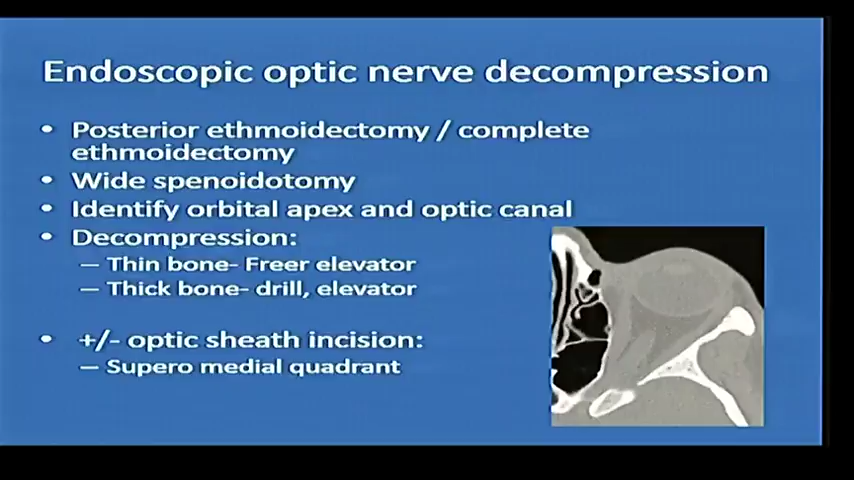 Endoscopic optic nerve decompression
• Posterior ethmoidectomy / complete
ethmoidectomy
• Wide spenoidotomy
• Identify orbital apex and optic canal
• Decompression:
– Thin bone- Freer elevator
– Thick bone- drill, elevator
• +/- optic sheath incision:
– Supero medial quadrant